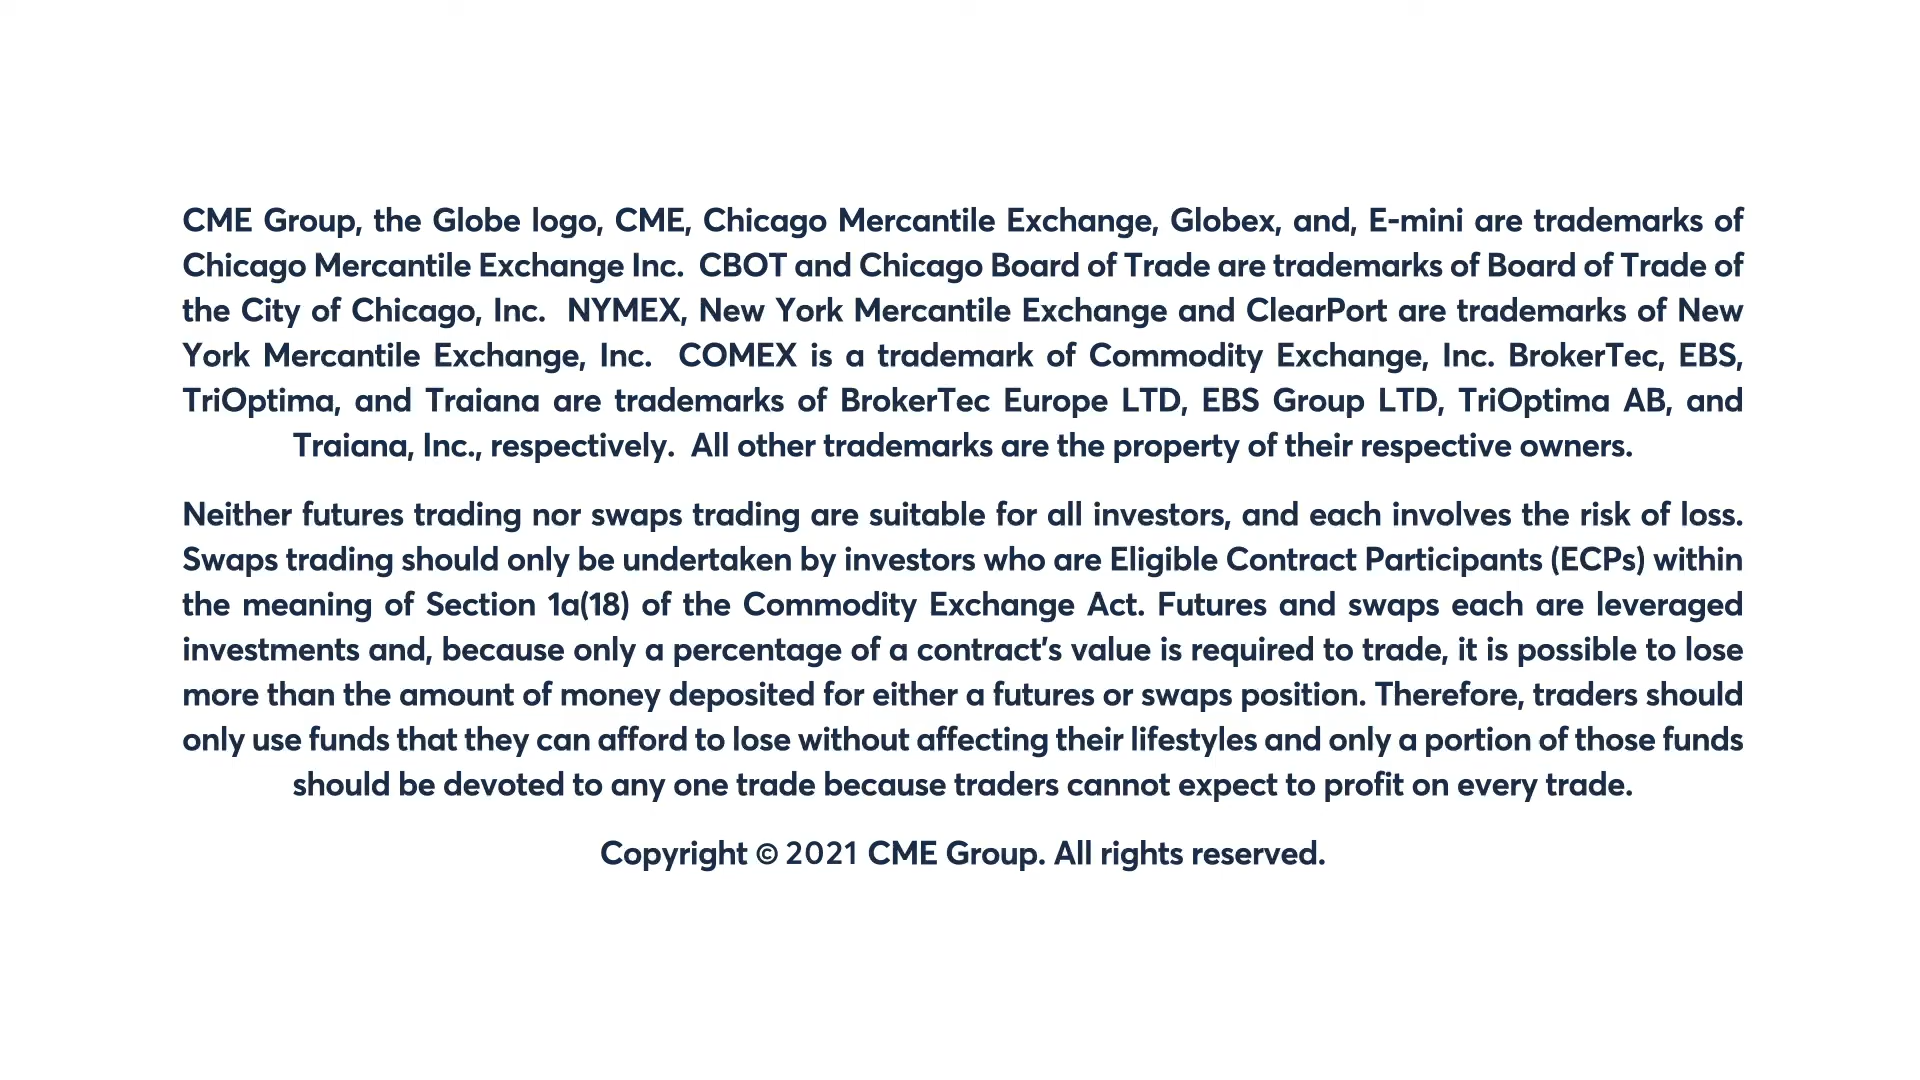 CME Group, the Globe logo, CME, Chicago Mercantile Exchange, Globex, and, E-mini are trademarks of
Chicago Mercantile Exchange Inc.  CBOT and Chicago Board of Trade are trademarks of Board of Trade of
the City of Chicago, Inc.  NYMEX, New York Mercantile Exchange and ClearPort are trademarks of New
York Mercantile Exchange, Inc.  COMEX is a trademark of Commodity Exchange, Inc. BrokerTec, EBS,
TriOptima, and Traiana are trademarks of BrokerTec Europe LTD, EBS Group LTD, TriOptima AB, and
Traiana, Inc., respectively.  All other trademarks are the property of their respective owners.
Neither futures trading nor swaps trading are suitable for all investors, and each involves the risk of loss.
Swaps trading should only be undertaken by investors who are Eligible Contract Participants (ECPs) within
the meaning of Section 1a(18) of the Commodity Exchange Act. Futures and swaps each are leveraged
investments and, because only a percentage of a contract's value is required to trade, it is possible to lose
more than the amount of money deposited for either a futures or swaps position. Therefore, traders should
only use funds that they can afford to lose without affecting their lifestyles and only a portion of those funds
should be devoted to any one trade because traders cannot expect to profit on every trade.
Copyright © 2021 CME Group. All rights reserved.